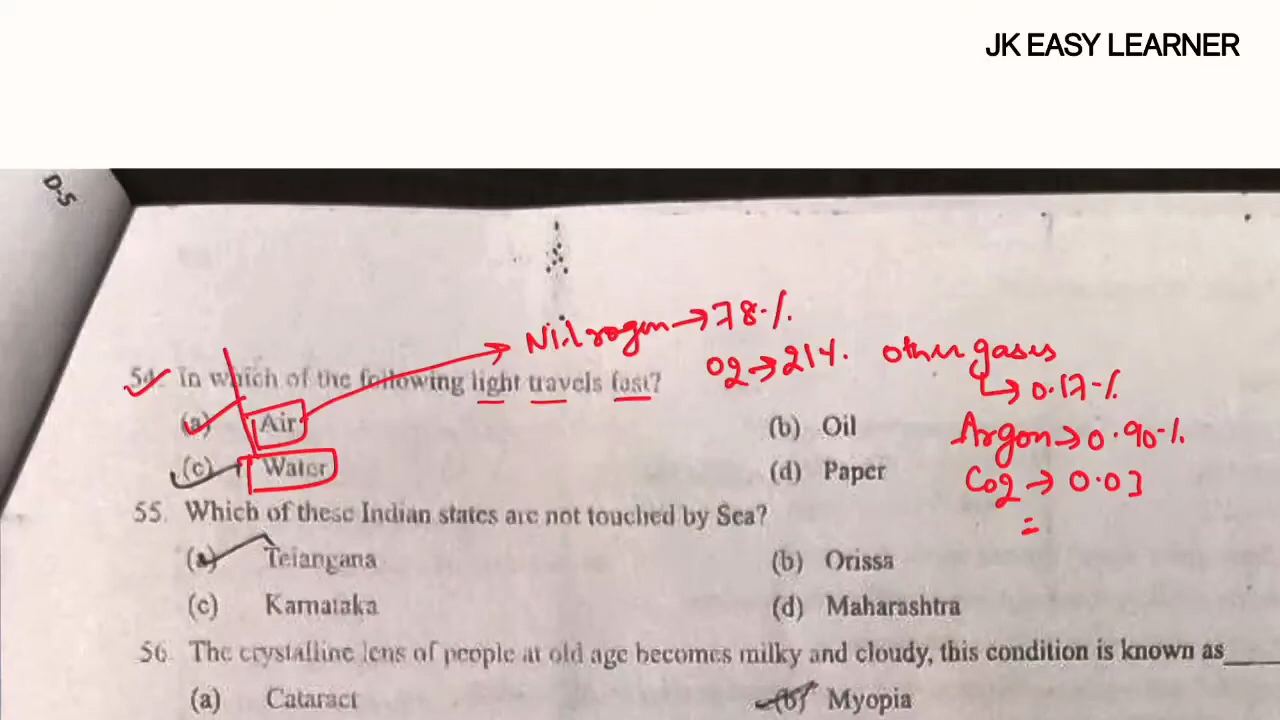 JK EASY LEARNER
D-5
Nitrogen → 78%
O2 → 21%. Other gases
↳ 0.17%
54. In which of the following light travels fast?
(a) Air (b) Oil
Argon → 0.90%
(c) Water (d) Paper
CO2 → 0.03
=
55. Which of these Indian states are not touched by Sea?
(a) Telangana (b) Orissa
(c) Karnataka (d) Maharashtra
56. The crystalline lens of people at old age becomes milky and cloudy, this condition is known as____
(a) Cataract (b) Myopia